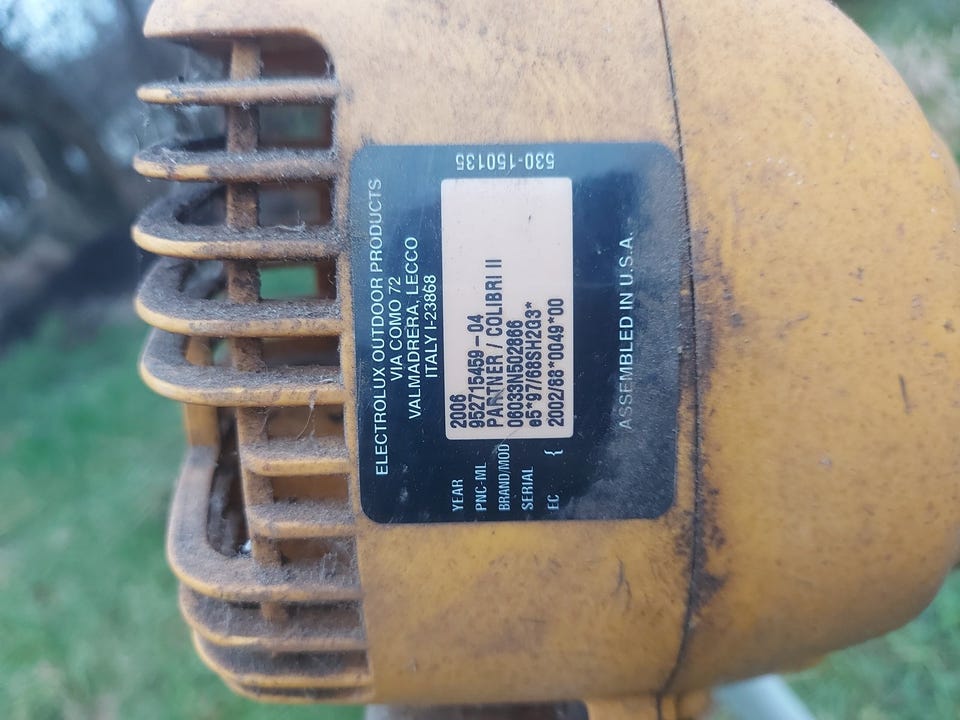 ELECTROLUX OUTDOOR PRODUCTS
VIA COMO 72
VALMADRERA, LECCO
ITALY I-23868
YEAR 2006
PNC-ML 952715459-04
BRAND/MOD PARTNER / COLIBRI II
SERIAL 06033N502866
EC { e5*97/68SH2G3*
2002/88*0049*00
ASSEMBLED IN U.S.A.
530-150135